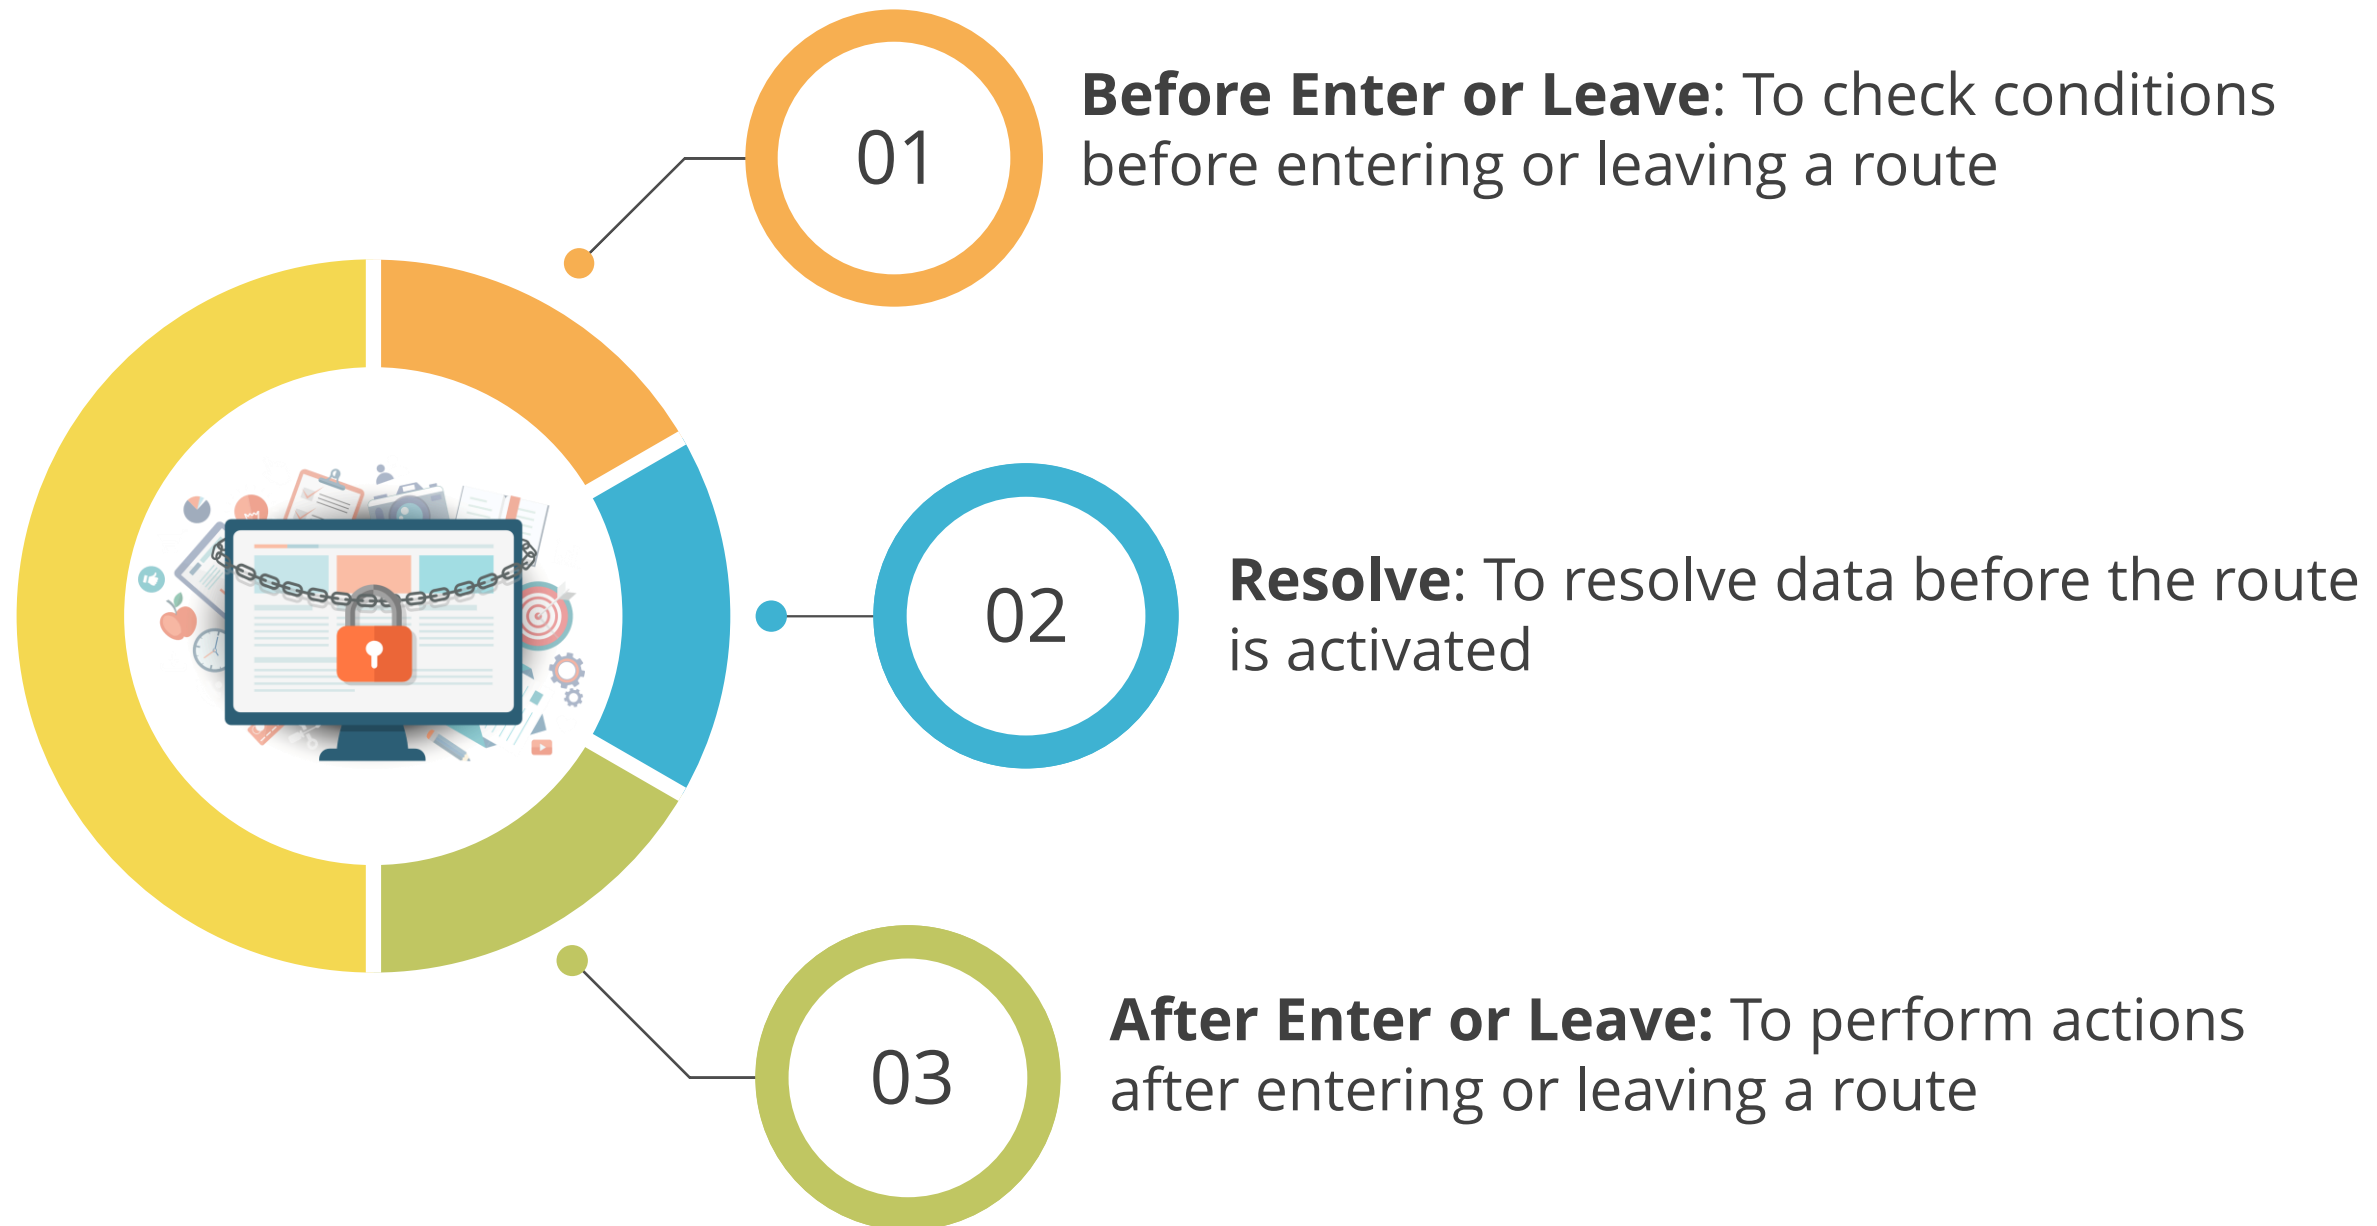 01
Before Enter or Leave: To check conditions
before entering or leaving a route
02
Resolve: To resolve data before the route
is activated
03
After Enter or Leave: To perform actions
after entering or leaving a route